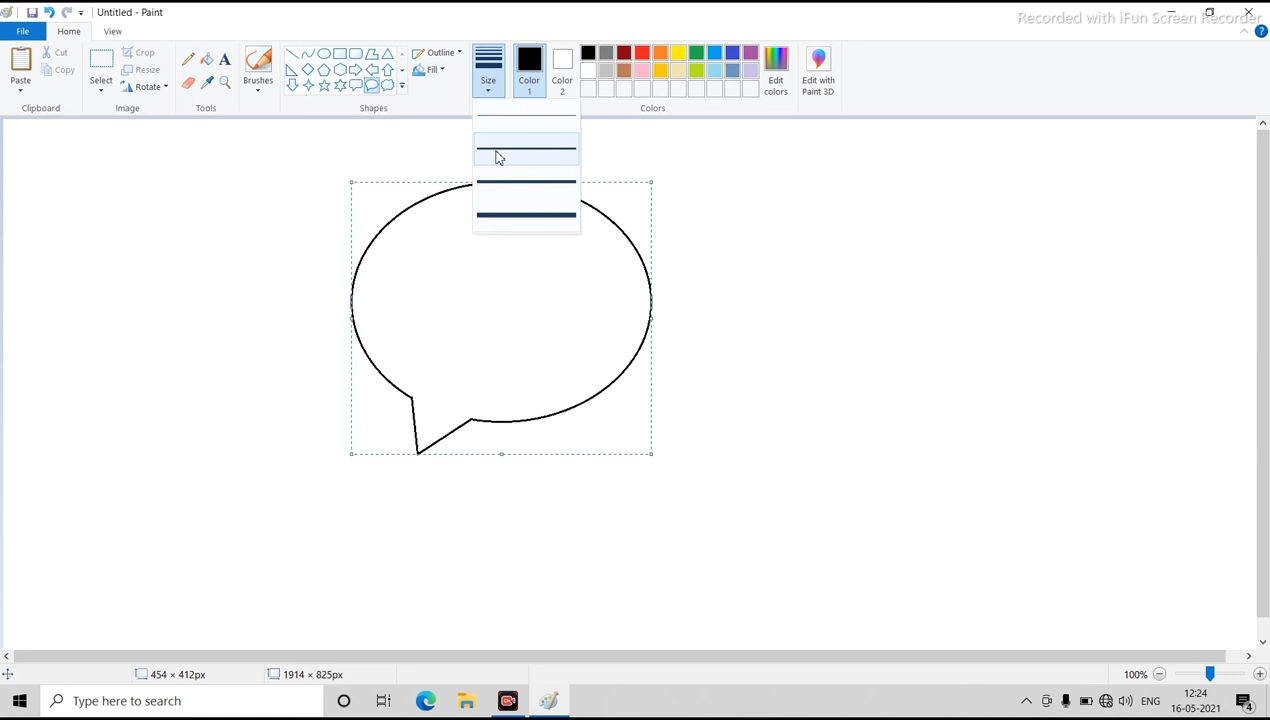 Untitled - Paint
Recorded with iFun Screen Recorder
File
Home
View
Paste
Cut
Copy
Clipboard
Select
Crop
Resize
Rotate
Image
Tools
Brushes
Outline
Fill
Shapes
Size
Color 1
Color 2
Edit colors
Colors
Edit with Paint 3D
454 × 412px
1914 × 825px
100%
Type here to search
ENG
12:24
16-05-2021
4